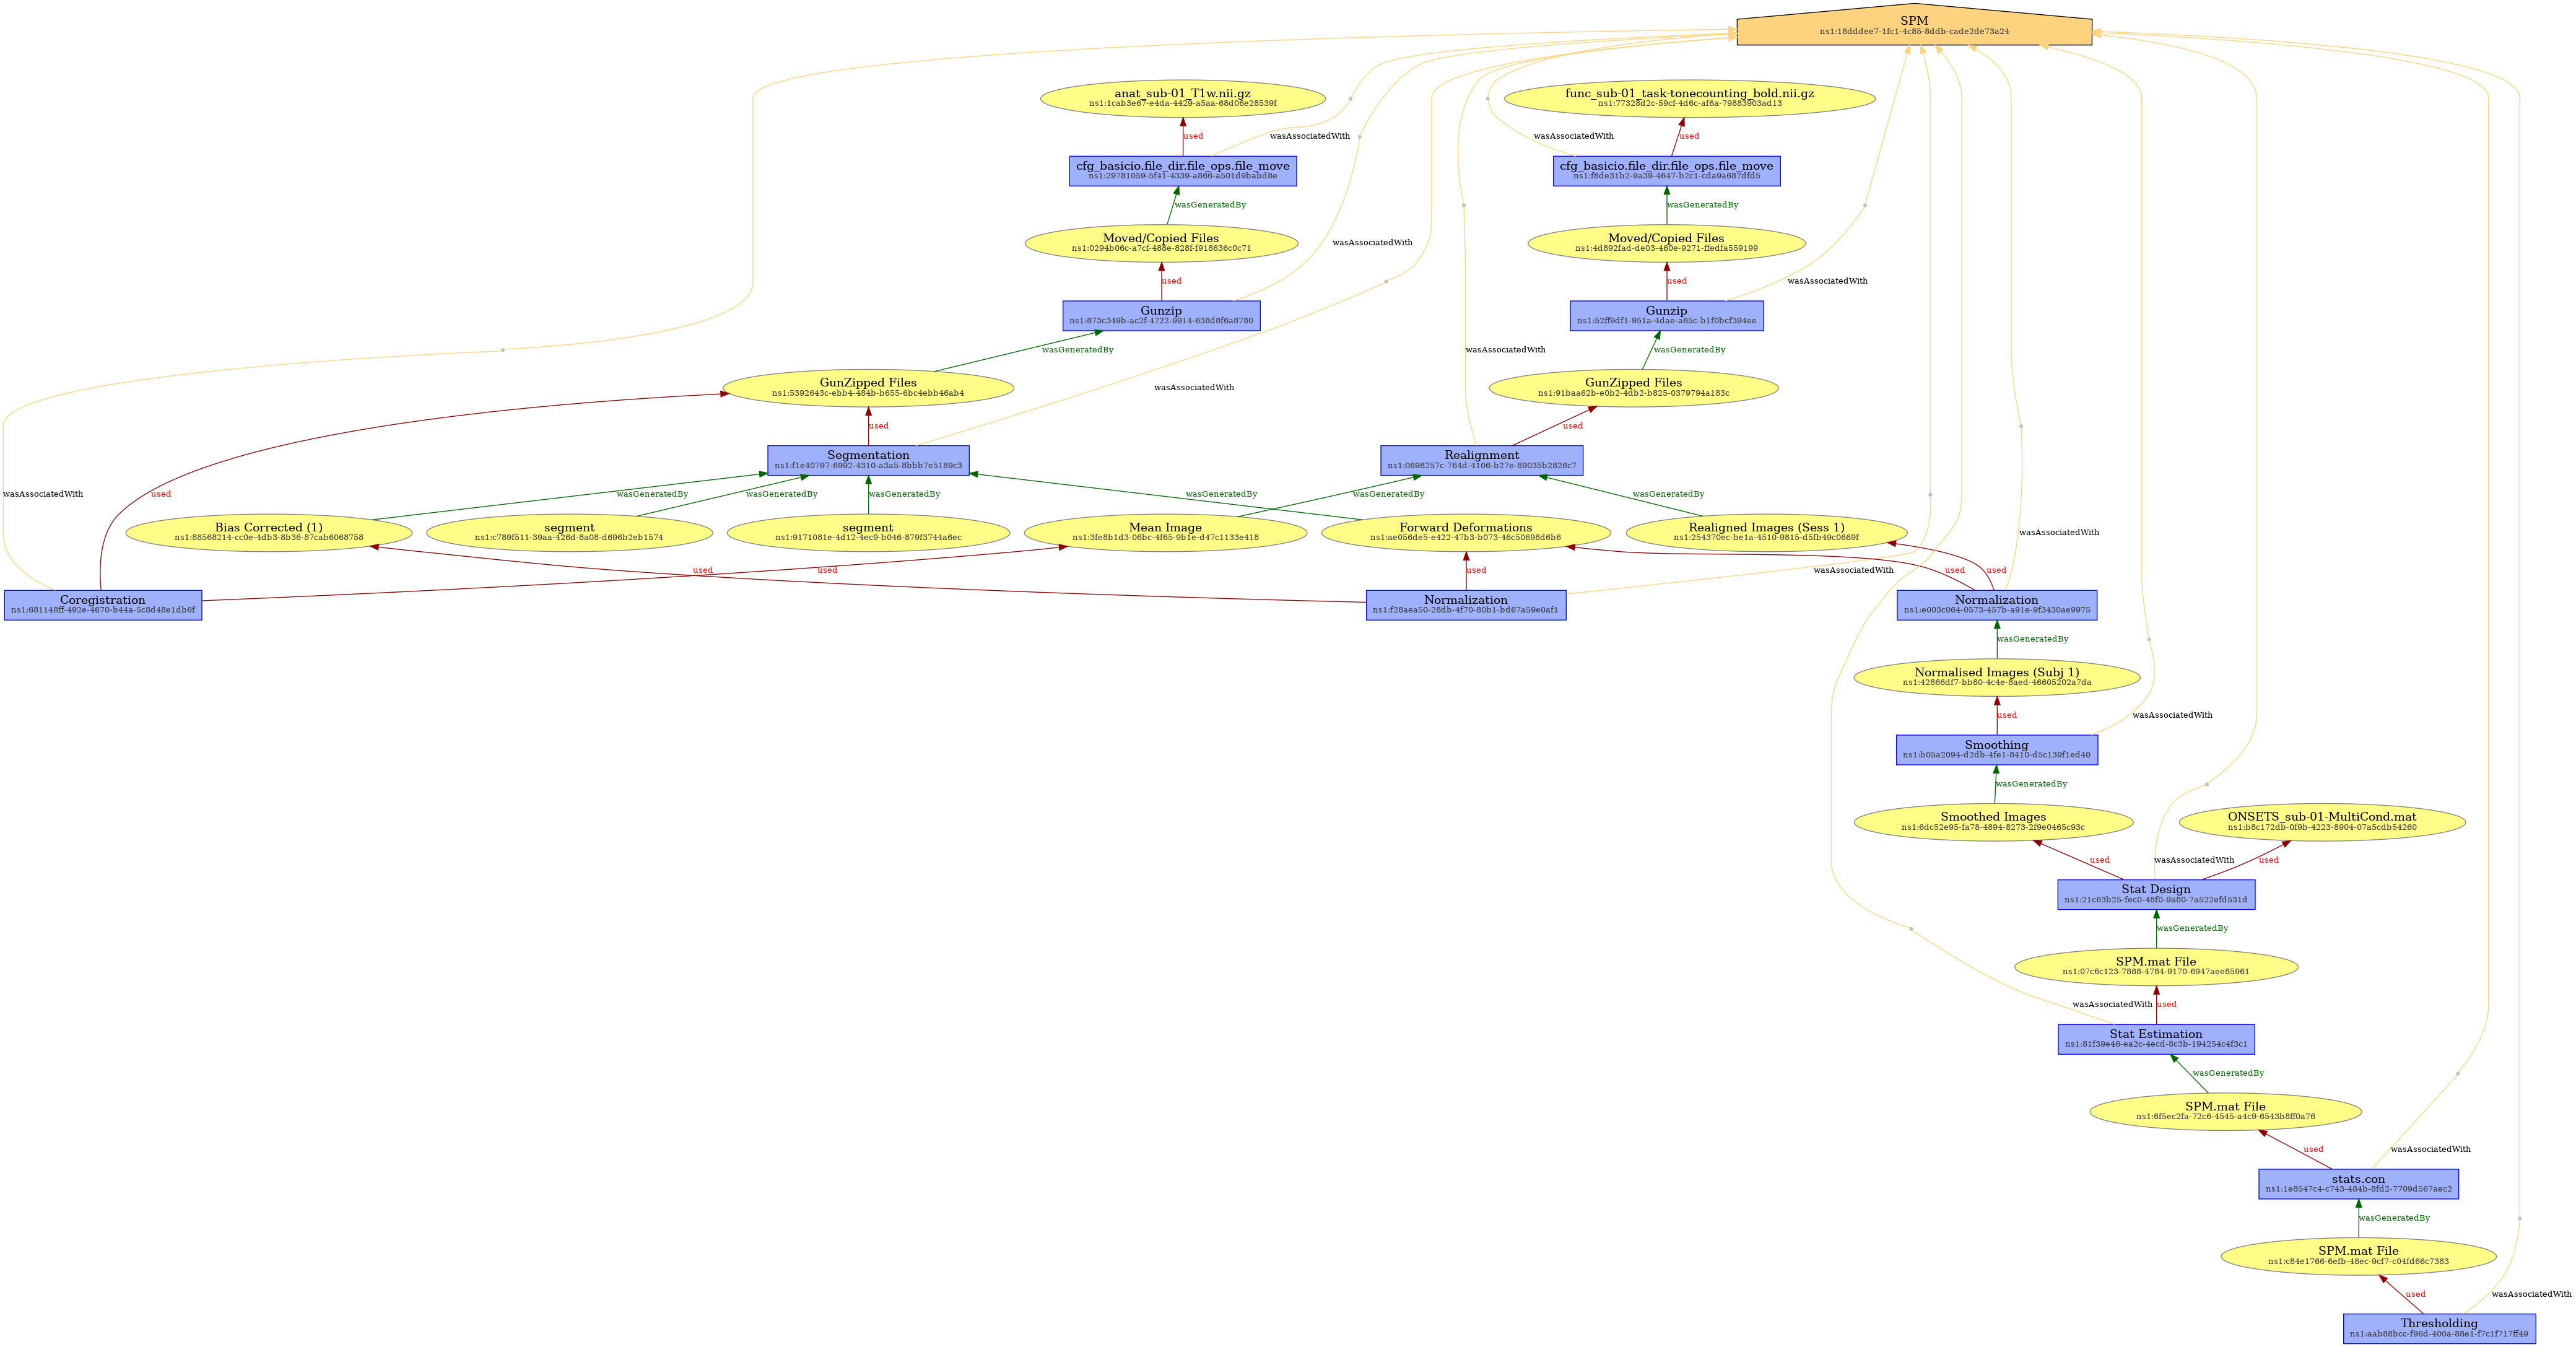 SPM
ns1:18dddee7-1fc1-4c85-8ddb-cade2de73a24
anat_sub-01_T1w.nii.gz
ns1:1cab3e67-e4da-4429-a5aa-68d06e28539f
func_sub-01_task-tonecounting_bold.nii.gz
ns1:77328d2c-59cf-4d6c-af6a-79883903ad13
used
wasAssociatedWith
wasAssociatedWith
used
cfg_basicio.file_dir.file_ops.file_move
ns1:29781059-5f41-4339-a866-a501d9babd8e
cfg_basicio.file_dir.file_ops.file_move
ns1:f8de31b2-9a39-4647-b2c1-cda9a687dfd5
wasGeneratedBy
wasGeneratedBy
Moved/Copied Files
ns1:0294b06c-a7cf-488e-828f-f918636c0c71
wasAssociatedWith
Moved/Copied Files
ns1:4d892fad-de03-460e-9271-ffedfa559199
used
used
wasAssociatedWith
Gunzip
ns1:873c349b-ac2f-4722-9914-638d8f6a8780
Gunzip
ns1:52ff9df1-951a-4dae-a65c-b1f0bcf394ee
wasGeneratedBy
wasAssociatedWith
wasGeneratedBy
GunZipped Files
ns1:5392643c-ebb4-484b-b655-6bc4ebb46ab4
wasAssociatedWith
GunZipped Files
ns1:91baa62b-e0b2-4db2-b825-0379794a183c
used
used
Segmentation
ns1:f1e40797-6992-4310-a3a5-8bbb7e5189c3
Realignment
ns1:0698257c-764d-4106-b27e-89035b2826c7
wasAssociatedWith
used
wasGeneratedBy
wasGeneratedBy
wasGeneratedBy
wasGeneratedBy
wasGeneratedBy
wasGeneratedBy
Bias Corrected (1)
ns1:88568214-cc0e-4db3-8b36-87cab6068758
segment
ns1:c789f511-39aa-426d-8a08-d696b2eb1574
segment
ns1:9171081e-4d12-4ec9-b046-879f3744a6ec
Mean Image
ns1:3fe8b1d3-06bc-4f65-9b1e-d47c1133e418
Forward Deformations
ns1:ae056de5-e422-47b3-b073-46c50698d6b6
Realigned Images (Sess 1)
ns1:254370ec-be1a-4510-9815-d5fb49c0669f
wasAssociatedWith
used
used
used
wasAssociatedWith
used
used
Coregistration
ns1:681148ff-492e-4670-b44a-5c8d48e1db6f
Normalization
ns1:f28aea50-28db-4f70-80b1-bd67a59e0af1
Normalization
ns1:e003c064-0573-457b-a91e-9f3430ae9975
wasGeneratedBy
Normalised Images (Subj 1)
ns1:42866df7-bb80-4c4e-8aed-46605202a7da
used
wasAssociatedWith
Smoothing
ns1:b05a2094-d2db-4fe1-8410-d5c139f1ed40
wasGeneratedBy
Smoothed Images
ns1:6dc52e95-fa78-4894-8273-2f9e0465c93c
ONSETS_sub-01-MultiCond.mat
ns1:b8c172db-0f9b-4223-8904-07a5cdb54260
used
wasAssociatedWith
used
Stat Design
ns1:21c63b25-fec0-48f0-9a80-7a522efd531d
wasGeneratedBy
SPM.mat File
ns1:07c6c123-7888-4784-9170-6947aee85961
wasAssociatedWith
used
Stat Estimation
ns1:81f39e46-ea2c-4ecd-8c3b-194254c4f3c1
wasGeneratedBy
SPM.mat File
ns1:6f5ec2fa-72c6-4545-a4c9-6543b8ff0a76
used
wasAssociatedWith
stats.con
ns1:1e8547c4-c743-484b-8fd2-7709d567aec2
wasGeneratedBy
SPM.mat File
ns1:c84e1766-6efb-48ec-9cf7-c04fd66c7383
used
wasAssociatedWith
Thresholding
ns1:aab88bcc-f96d-400a-88e1-f7c1f717ff49